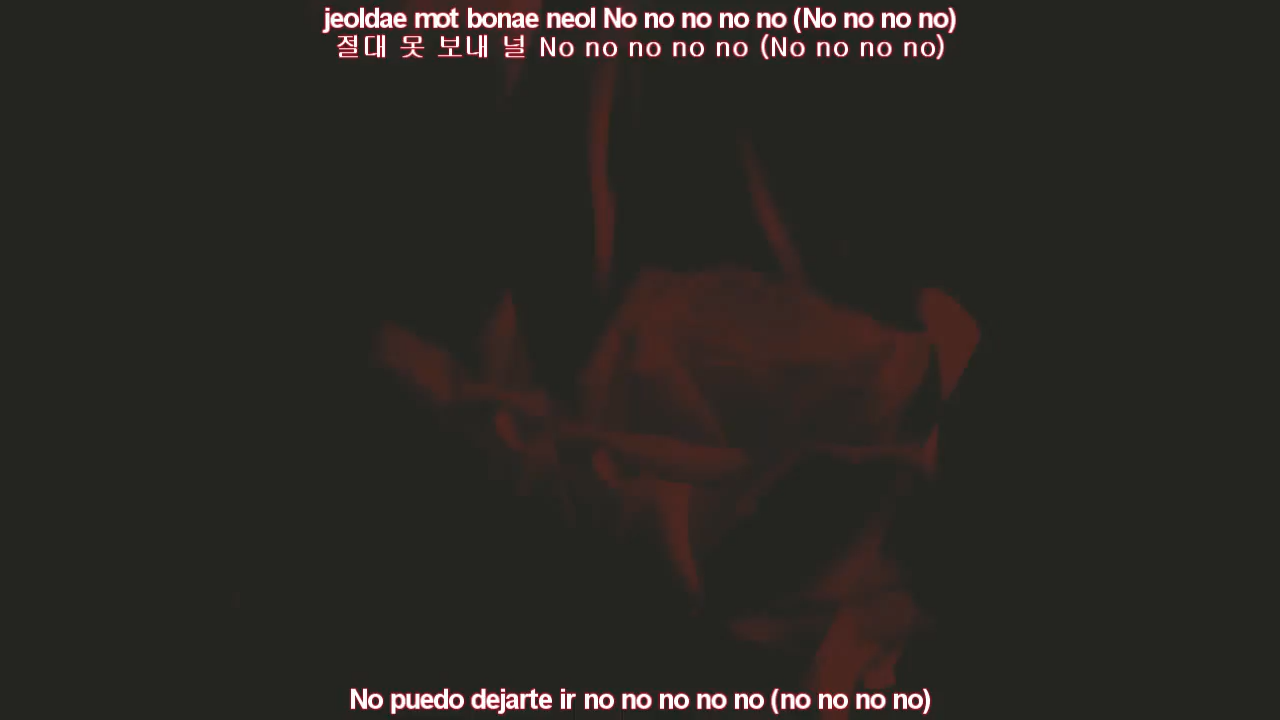 jeoldae mot bonae neol No no no no no (No no no no)
절대 못 보내 널 No no no no no (No no no no)
No puedo dejarte ir no no no no no (no no no no)